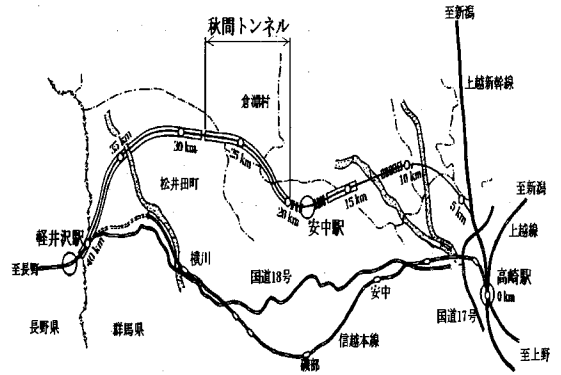 至新潟
秋間トンネル
上越新幹線
倉渕村
35 km
30 km
25 km
10 km
至新潟
松井田町
20 km
15 km
5 km
上越線
安中駅
軽井沢駅
40 km
横川
国道18号
高崎駅
至長野
安中
0 km
長野県
群馬県
国道17号
信越本線
磯部
至上野
至上野